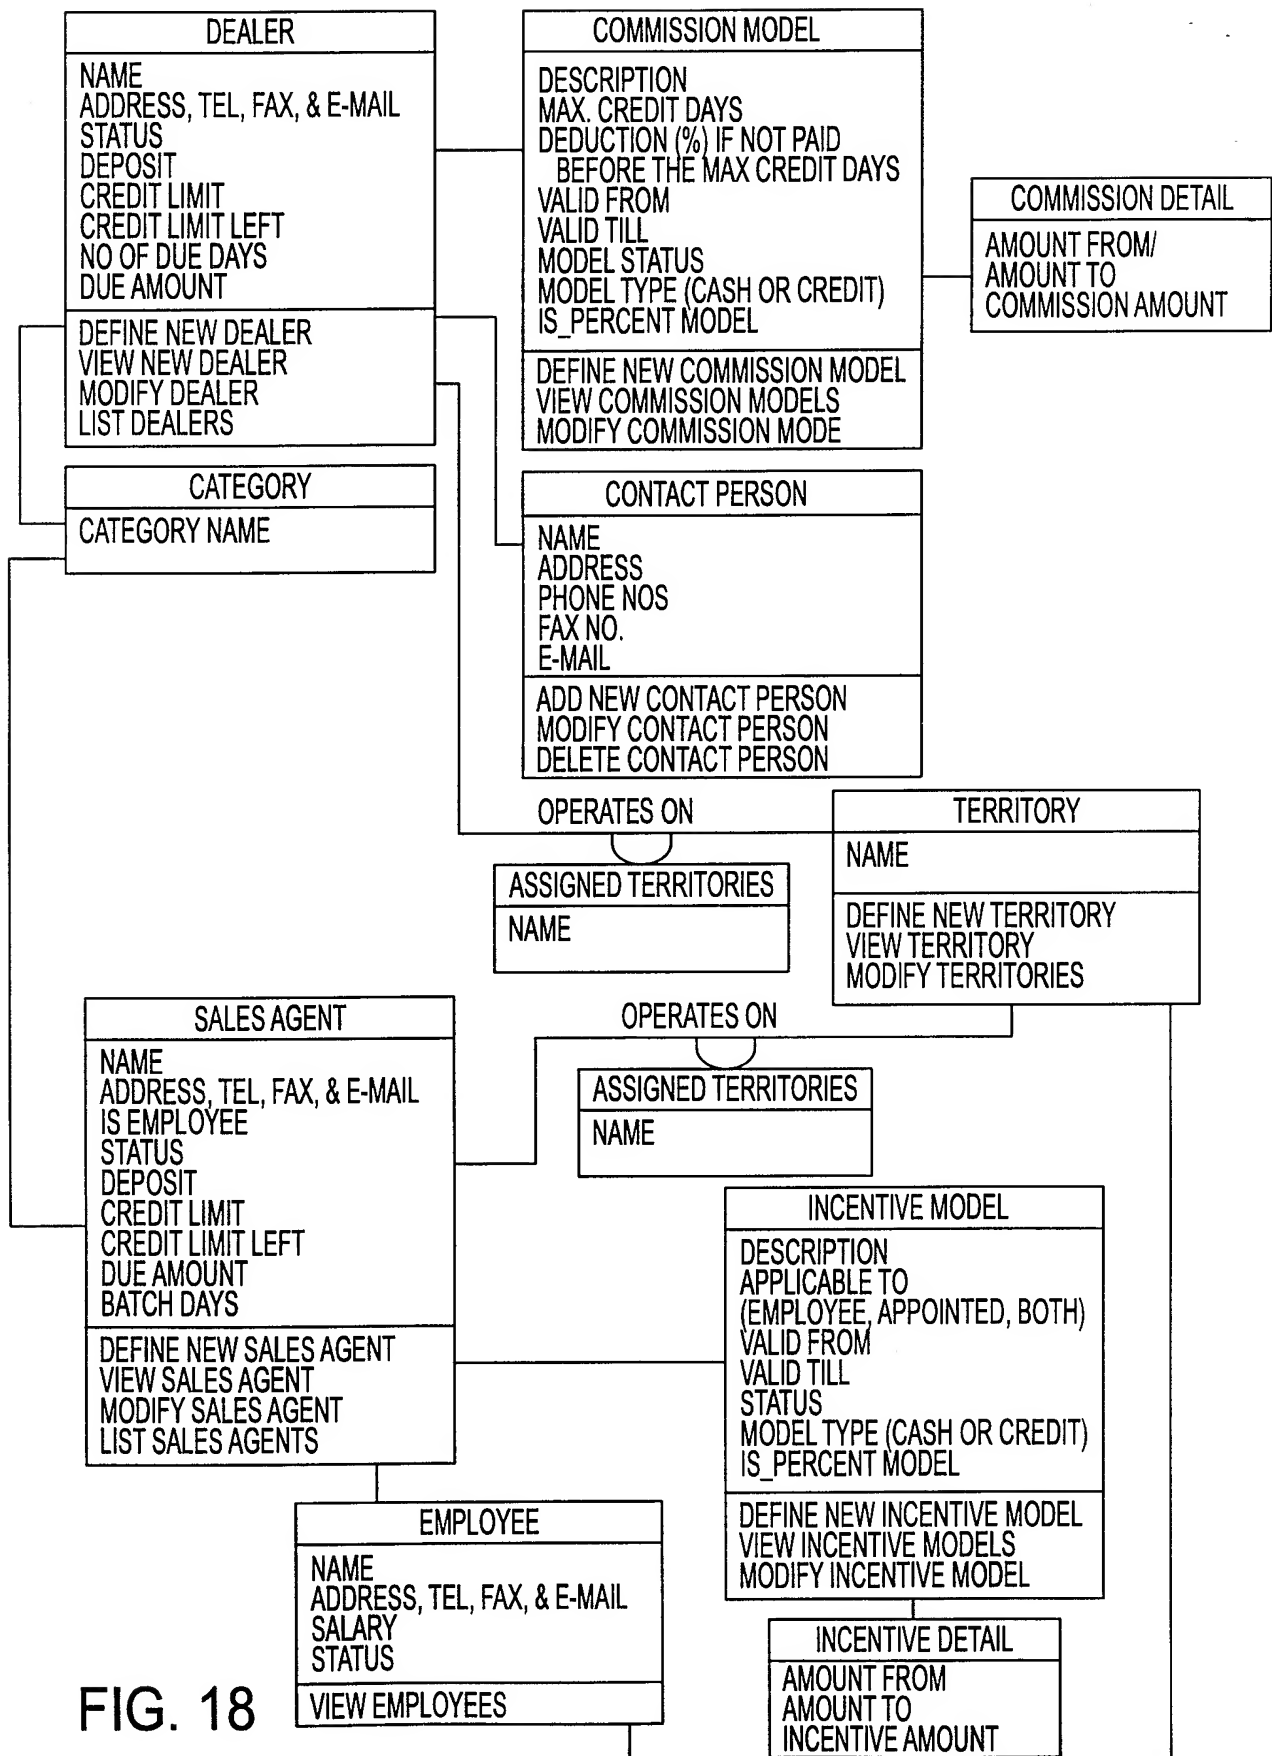 DEALER
NAME
ADDRESS, TEL, FAX, & E-MAIL
STATUS
DEPOSIT
CREDIT LIMIT
CREDIT LIMIT LEFT
NO OF DUE DAYS
DUE AMOUNT
DEFINE NEW DEALER
VIEW NEW DEALER
MODIFY DEALER
LIST DEALERS
COMMISSION MODEL
DESCRIPTION
MAX. CREDIT DAYS
DEDUCTION (%) IF NOT PAID
BEFORE THE MAX CREDIT DAYS
VALID FROM
VALID TILL
MODEL STATUS
MODEL TYPE (CASH OR CREDIT)
IS_PERCENT MODEL
DEFINE NEW COMMISSION MODEL
VIEW COMMISSION MODELS
MODIFY COMMISSION MODE
COMMISSION DETAIL
AMOUNT FROM/
AMOUNT TO
COMMISSION AMOUNT
CATEGORY
CATEGORY NAME
CONTACT PERSON
NAME
ADDRESS
PHONE NOS
FAX NO.
E-MAIL
ADD NEW CONTACT PERSON
MODIFY CONTACT PERSON
DELETE CONTACT PERSON
OPERATES ON
ASSIGNED TERRITORIES
NAME
TERRITORY
NAME
DEFINE NEW TERRITORY
VIEW TERRITORY
MODIFY TERRITORIES
SALES AGENT
NAME
ADDRESS, TEL, FAX, & E-MAIL
IS EMPLOYEE
STATUS
DEPOSIT
CREDIT LIMIT
CREDIT LIMIT LEFT
DUE AMOUNT
BATCH DAYS
DEFINE NEW SALES AGENT
VIEW SALES AGENT
MODIFY SALES AGENT
LIST SALES AGENTS
OPERATES ON
ASSIGNED TERRITORIES
NAME
INCENTIVE MODEL
DESCRIPTION
APPLICABLE TO
(EMPLOYEE, APPOINTED, BOTH)
VALID FROM
VALID TILL
STATUS
MODEL TYPE (CASH OR CREDIT)
IS_PERCENT MODEL
DEFINE NEW INCENTIVE MODEL
VIEW INCENTIVE MODELS
MODIFY INCENTIVE MODEL
EMPLOYEE
NAME
ADDRESS, TEL, FAX, & E-MAIL
SALARY
STATUS
VIEW EMPLOYEES
INCENTIVE DETAIL
AMOUNT FROM
AMOUNT TO
INCENTIVE AMOUNT
FIG. 18